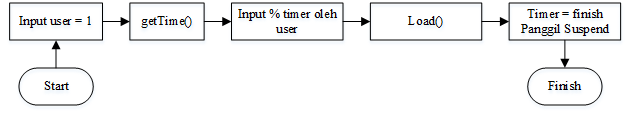 Input user = 1
getTime()
Input % timer oleh
user
Load()
Timer = finish
Panggil Suspend
Start
Finish